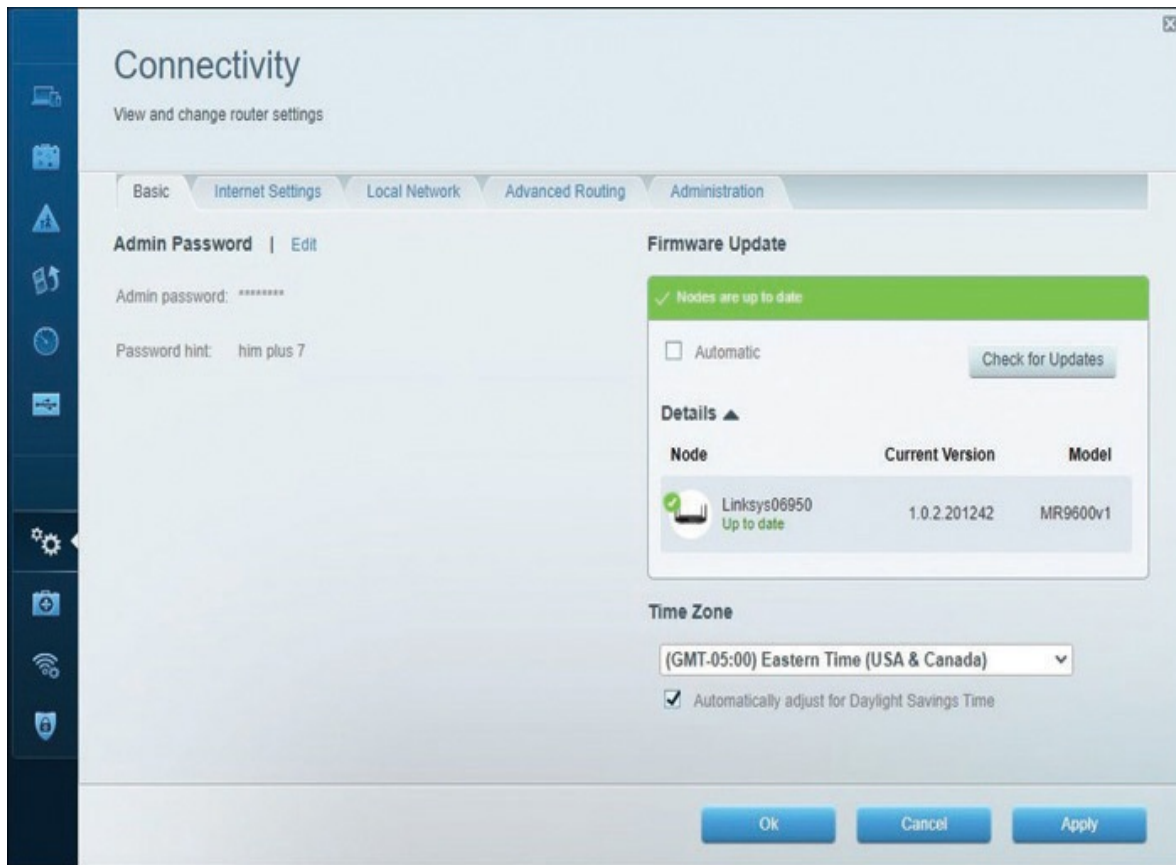 Connectivity
View and change router settings
Basic
Internet Settings
Local Network
Advanced Routing
Administration
Admin Password | Edit
Admin password: ********
Password hint: him plus 7
Firmware Update
Nodes are up to date
Automatic
Check for Updates
Details
Node Current Version Model
Linksys06950 1.0.2.201242 MR9600v1
Up to date
Time Zone
(GMT-05:00) Eastern Time (USA & Canada)
Automatically adjust for Daylight Savings Time
Ok
Cancel
Apply